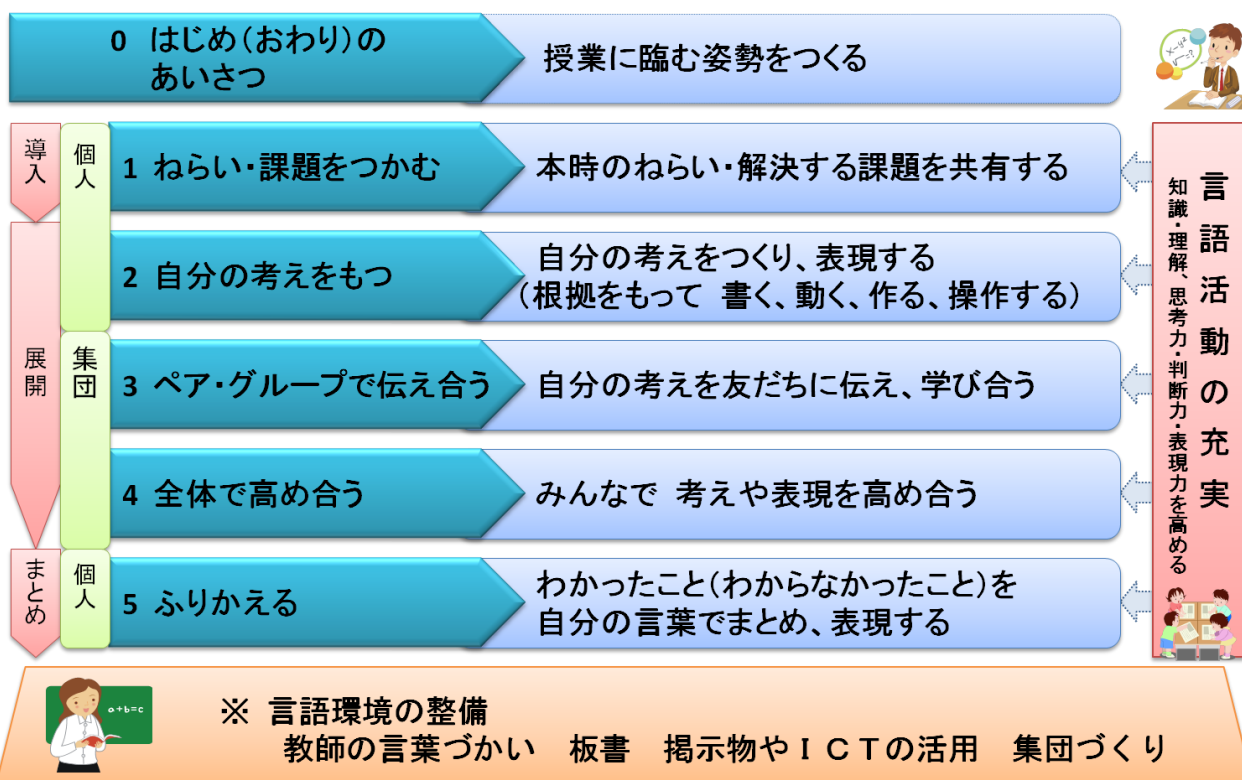 0 はじめ(おわり)の
あいさつ
授業に臨む姿勢をつくる
導入
個人
1 ねらい・課題をつかむ
本時のねらい・解決する課題を共有する
展開
2 自分の考えをもつ
自分の考えをつくり、表現する
(根拠をもって 書く、動く、作る、操作する)
集団
3 ペア・グループで伝え合う
自分の考えを友だちに伝え、学び合う
4 全体で高め合う
みんなで 考えや表現を高め合う
まとめ
個人
5 ふりかえる
わかったこと(わからなかったこと)を
自分の言葉でまとめ、表現する
言語活動の充実
知識・理解、思考力・判断力・表現力を高める
a+b=c
※ 言語環境の整備
教師の言葉づかい 板書 掲示物やICTの活用 集団づくり